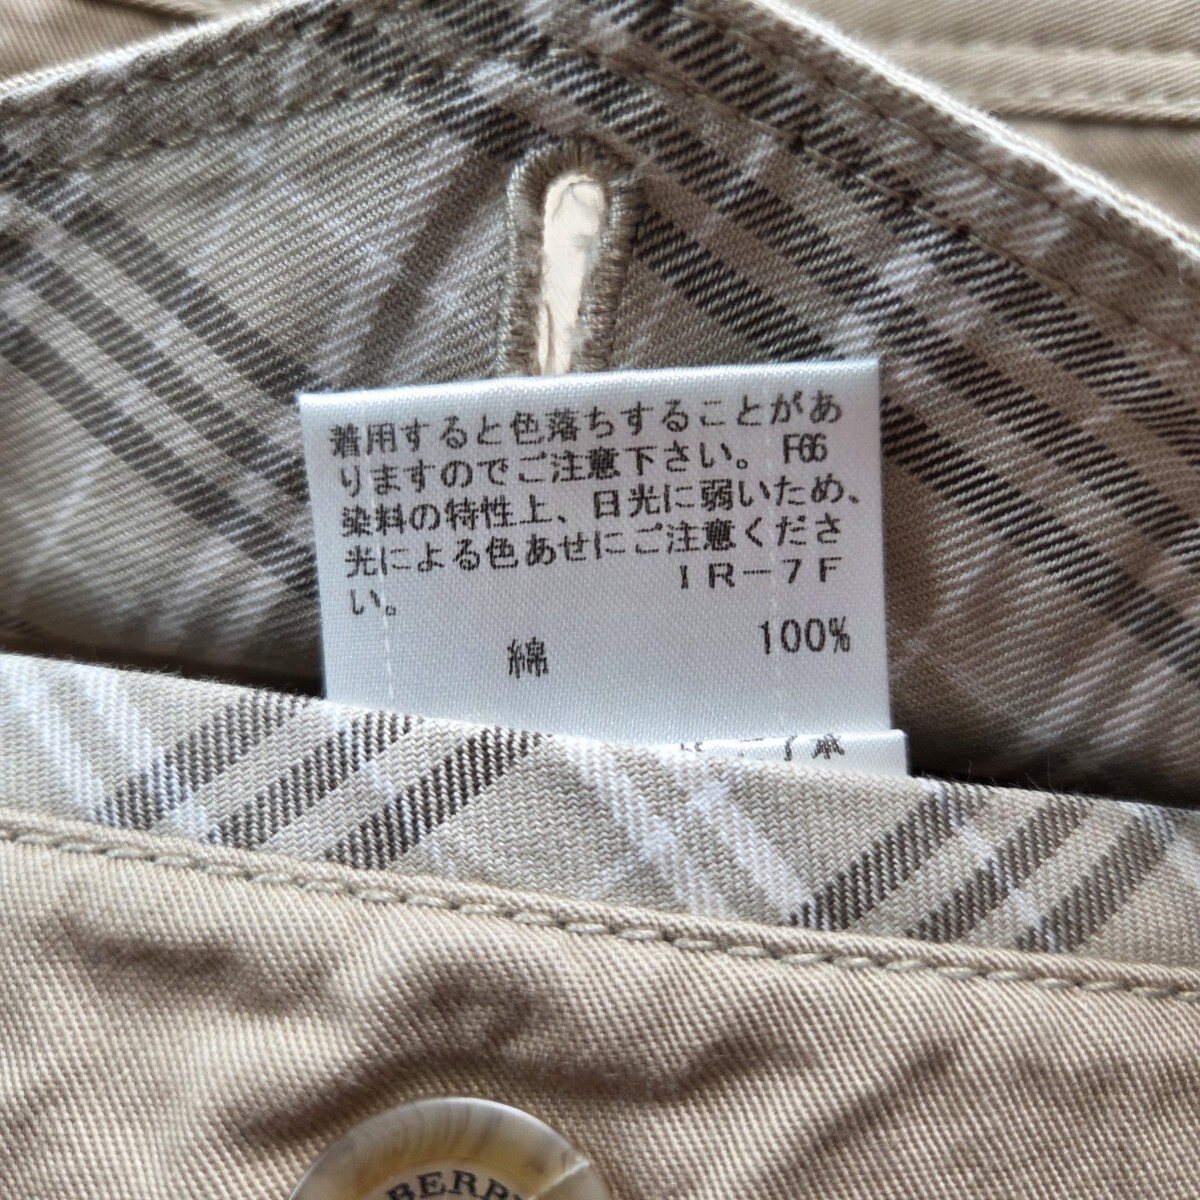 着用すると色落ちすることがあ
りますのでご注意下さい。 F66
染料の特性上、日光に弱いため、
光による色あせにご注意くださ
い。 IR-7F
綿 100%
BERB